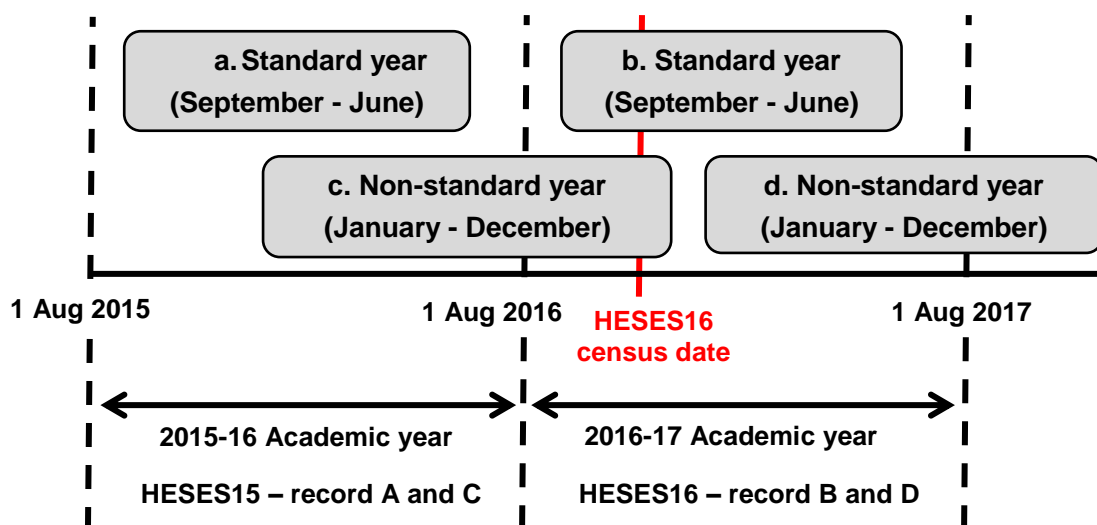 a. Standard year
(September - June)
b. Standard year
(September - June)
c. Non-standard year
(January - December)
d. Non-standard year
(January - December)
1 Aug 2015
1 Aug 2016
HESES16
census date
1 Aug 2017
2015-16 Academic year
2016-17 Academic year
HESES15 – record A and C
HESES16 – record B and D